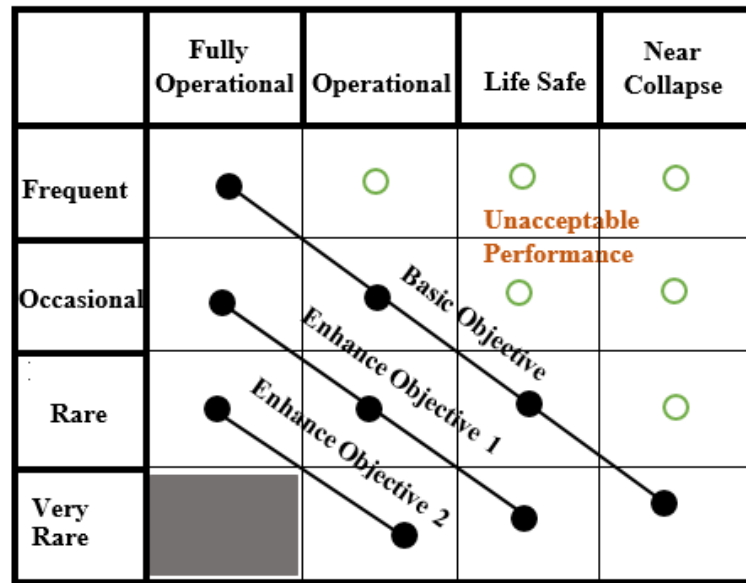 Fully
Operational
Operational
Life Safe
Near
Collapse
Frequent
Unacceptable
Performance
Occasional
Basic Objective
Enhance Objective 1
:
Rare
Enhance Objective 2
Very
Rare